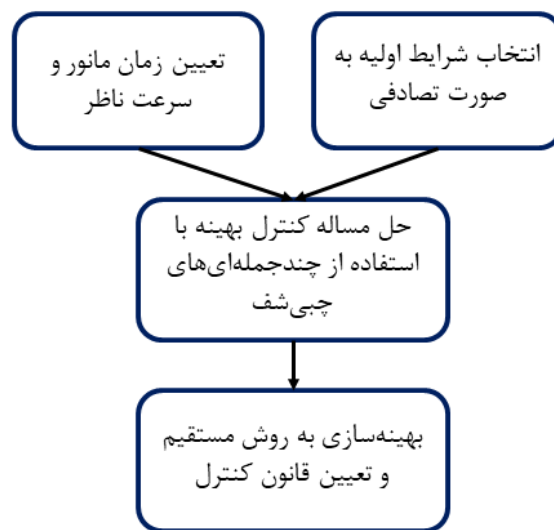 انتخاب شرایط اولیه به
صورت تصادفی
تعیین زمان مانور و
سرعت ناظر
حل مساله کنترل بهینه با
استفاده از چندجمله‌ای‌های
چبی‌شف
بهینه‌سازی به روش مستقیم
و تعیین قانون کنترل